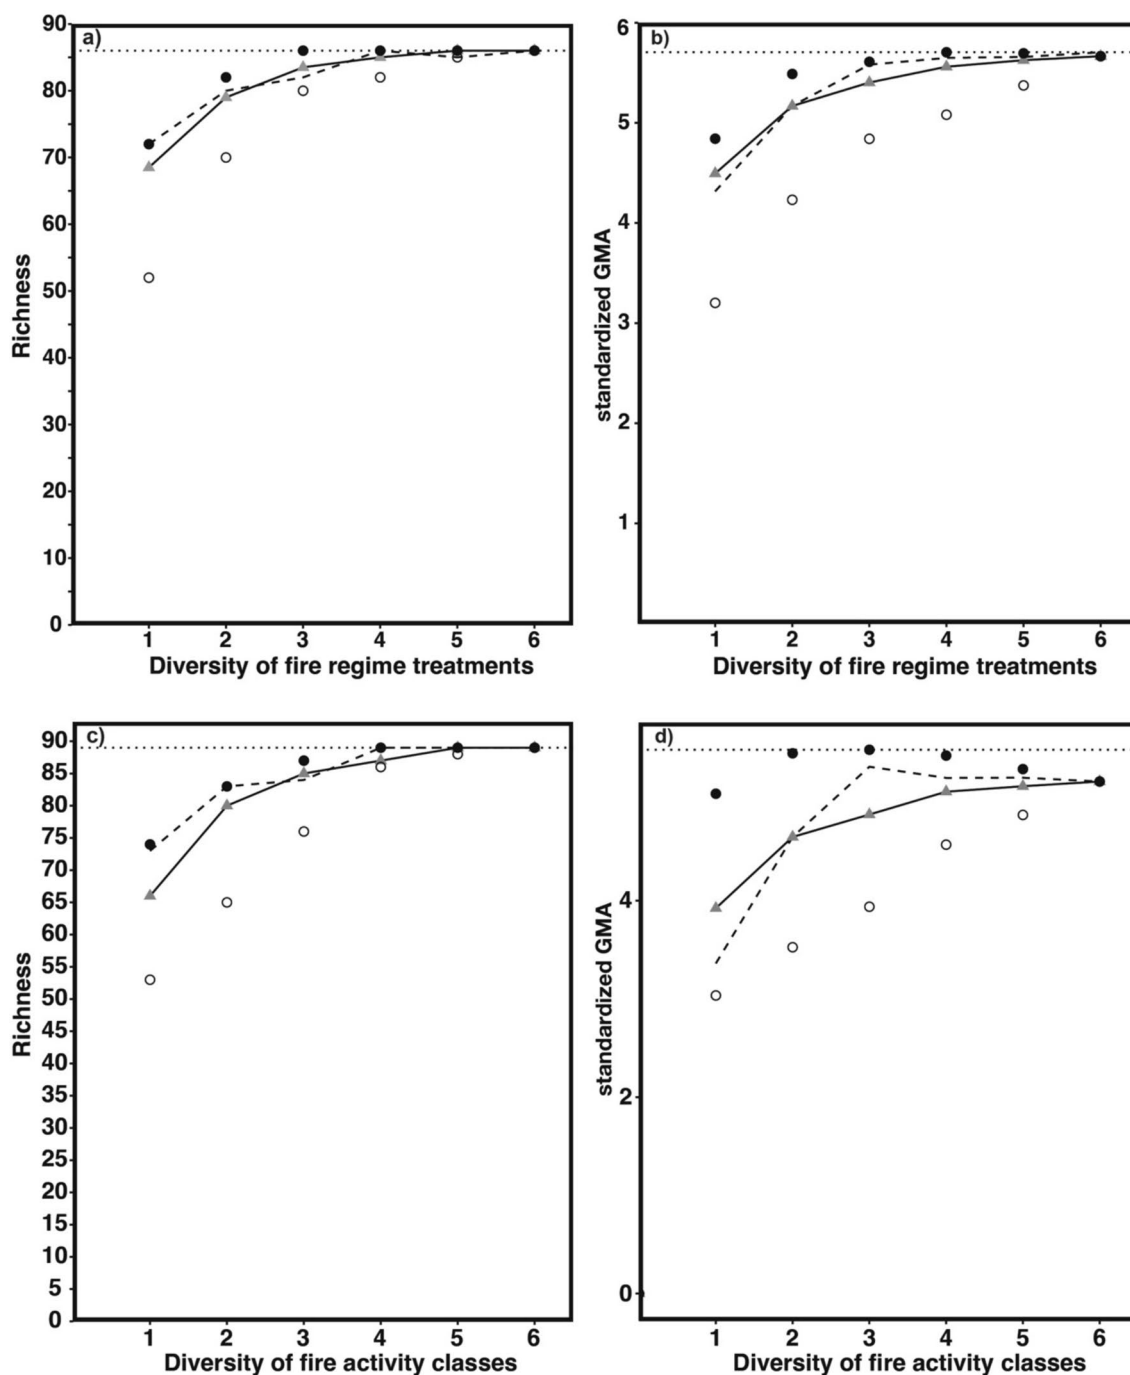 a)
90
80
70
60
50
40
30
20
10
0
Richness
1 2 3 4 5 6
Diversity of fire regime treatments
b)
6
5
4
3
2
1
standardized GMA
1 2 3 4 5 6
Diversity of fire regime treatments
c)
90
85
80
75
70
65
60
55
50
45
40
35
30
25
20
15
10
5
0
Richness
1 2 3 4 5 6
Diversity of fire activity classes
d)
4
2
0
standardized GMA
1 2 3 4 5 6
Diversity of fire activity classes